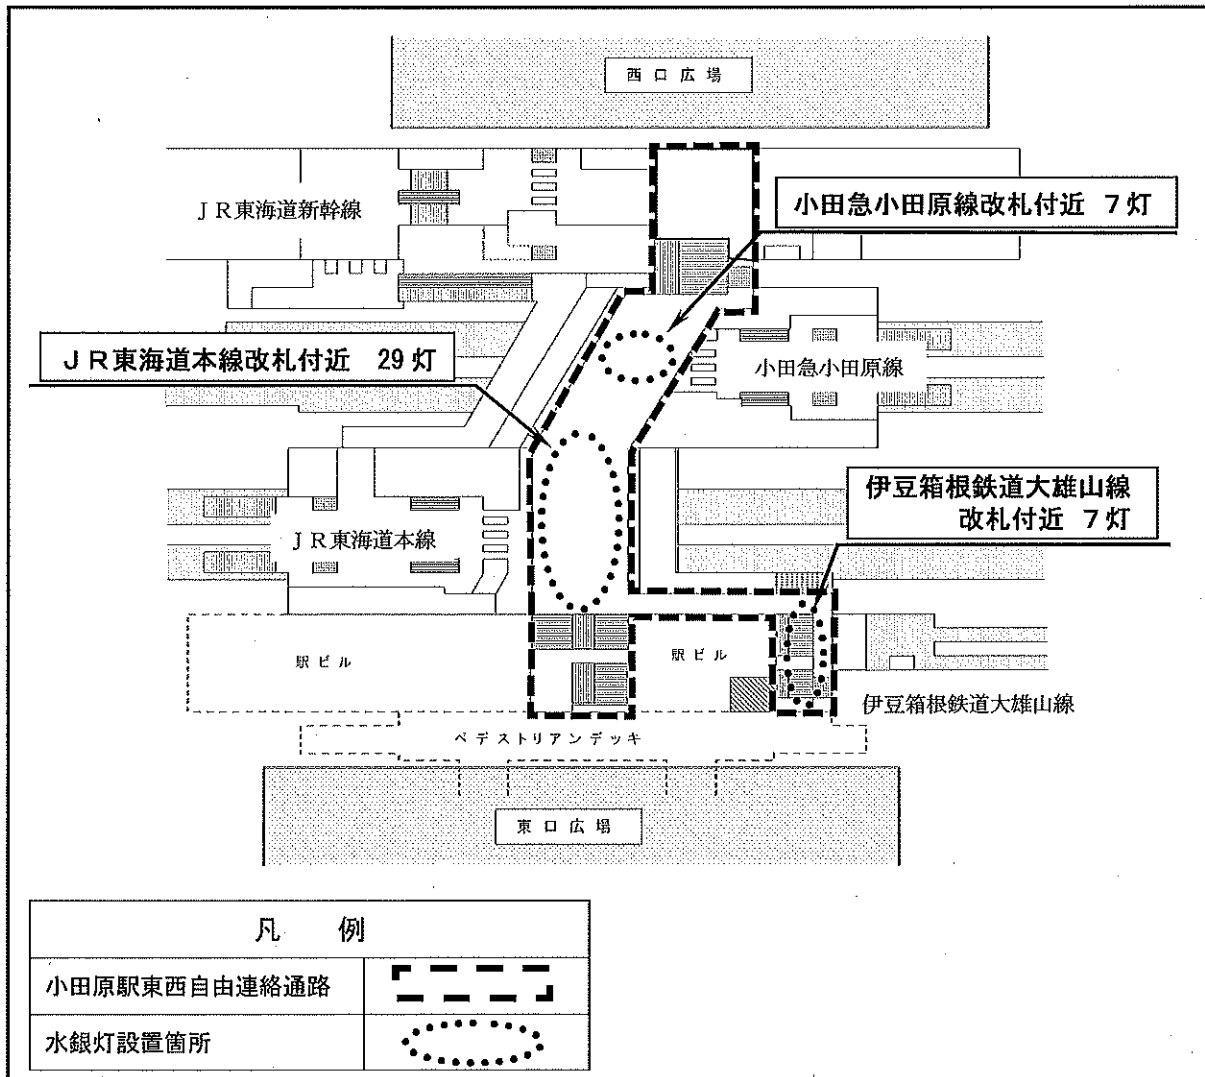 西口広場
JR東海道新幹線
小田急小田原線改札付近 7灯
JR東海道本線改札付近 29灯
小田急小田原線
伊豆箱根鉄道大雄山線
改札付近 7灯
JR東海道本線
駅ビル
駅ビル
伊豆箱根鉄道大雄山線
ペデストリアンデッキ
東口広場
凡例
小田原駅東西自由連絡通路
水銀灯設置箇所